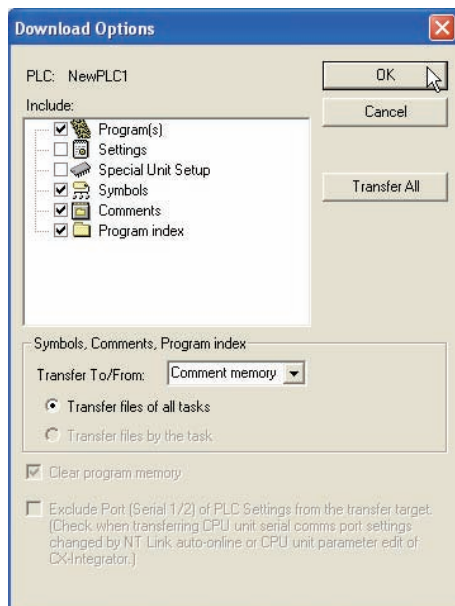 Download Options
PLC: NewPLC1
OK
Include:
Cancel
Program(s)
Settings
Special Unit Setup
Transfer All
Symbols
Comments
Program index
Symbols, Comments, Program index
Transfer To/From: Comment memory
Transfer files of all tasks
Transfer files by the task
Clear program memory
Exclude Port (Serial 1/2) of PLC Settings from the transfer target.
(Check when transferring CPU unit serial comms port settings
changed by NT Link auto-online or CPU unit parameter edit of
CX-Integrator.)